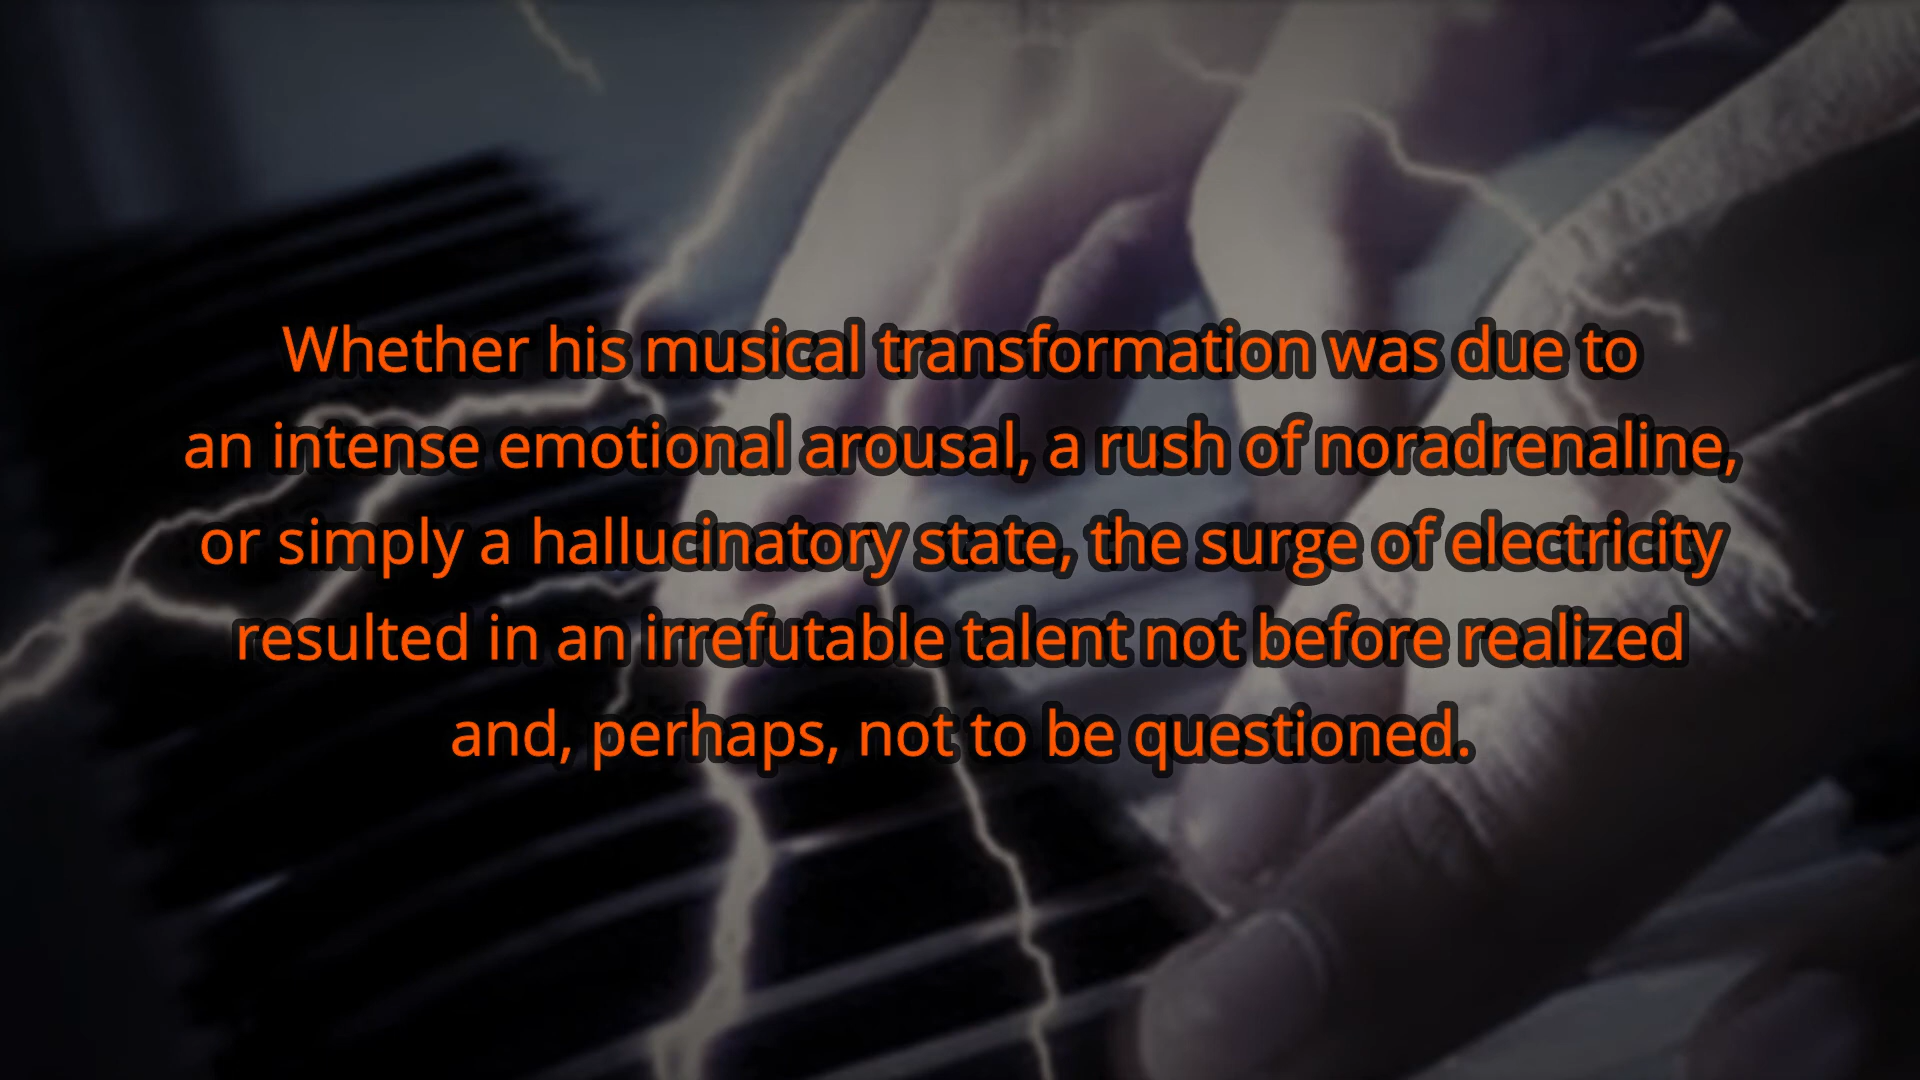 Whether his musical transformation was due to
an intense emotional arousal, a rush of noradrenaline,
or simply a hallucinatory state, the surge of electricity
resulted in an irrefutable talent not before realized
and, perhaps, not to be questioned.